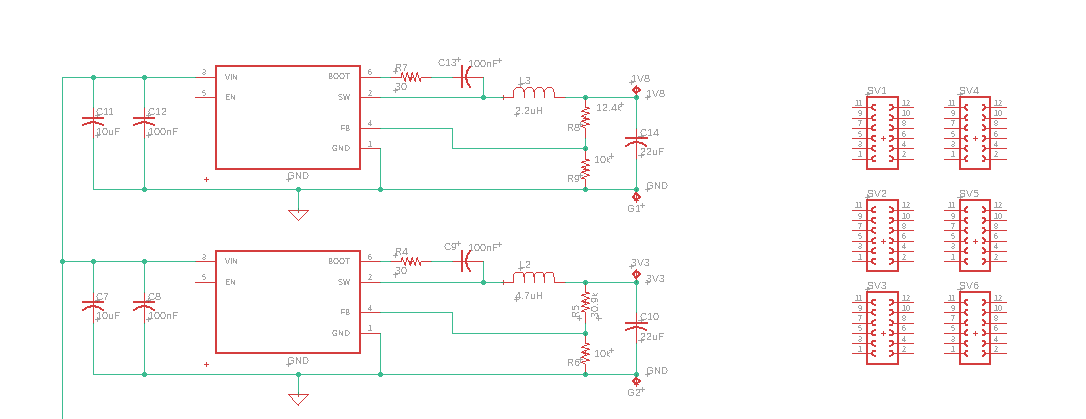 C13 100nF
R7
30
3 VIN
BOOT 6
5 EN
SW 2
FB 4
GND 1
C11
10uF
C12
100nF
L3
2.2uH
1V8
1V8
12.4k
R8
10k
R9
C14
22uF
GND
GND
G1
C9 100nF
R4
30
3 VIN
BOOT 6
5 EN
SW 2
FB 4
GND 1
C7
10uF
C8
100nF
L2
4.7uH
3V3
3V3
R5
30.9k
10k
R6
C10
22uF
GND
GND
G2
SV1
11 12
9 10
7 8
5 6
3 4
1 2
SV4
11 12
9 10
7 8
5 6
3 4
1 2
SV2
11 12
9 10
7 8
5 6
3 4
1 2
SV5
11 12
9 10
7 8
5 6
3 4
1 2
SV3
11 12
9 10
7 8
5 6
3 4
1 2
SV6
11 12
9 10
7 8
5 6
3 4
1 2